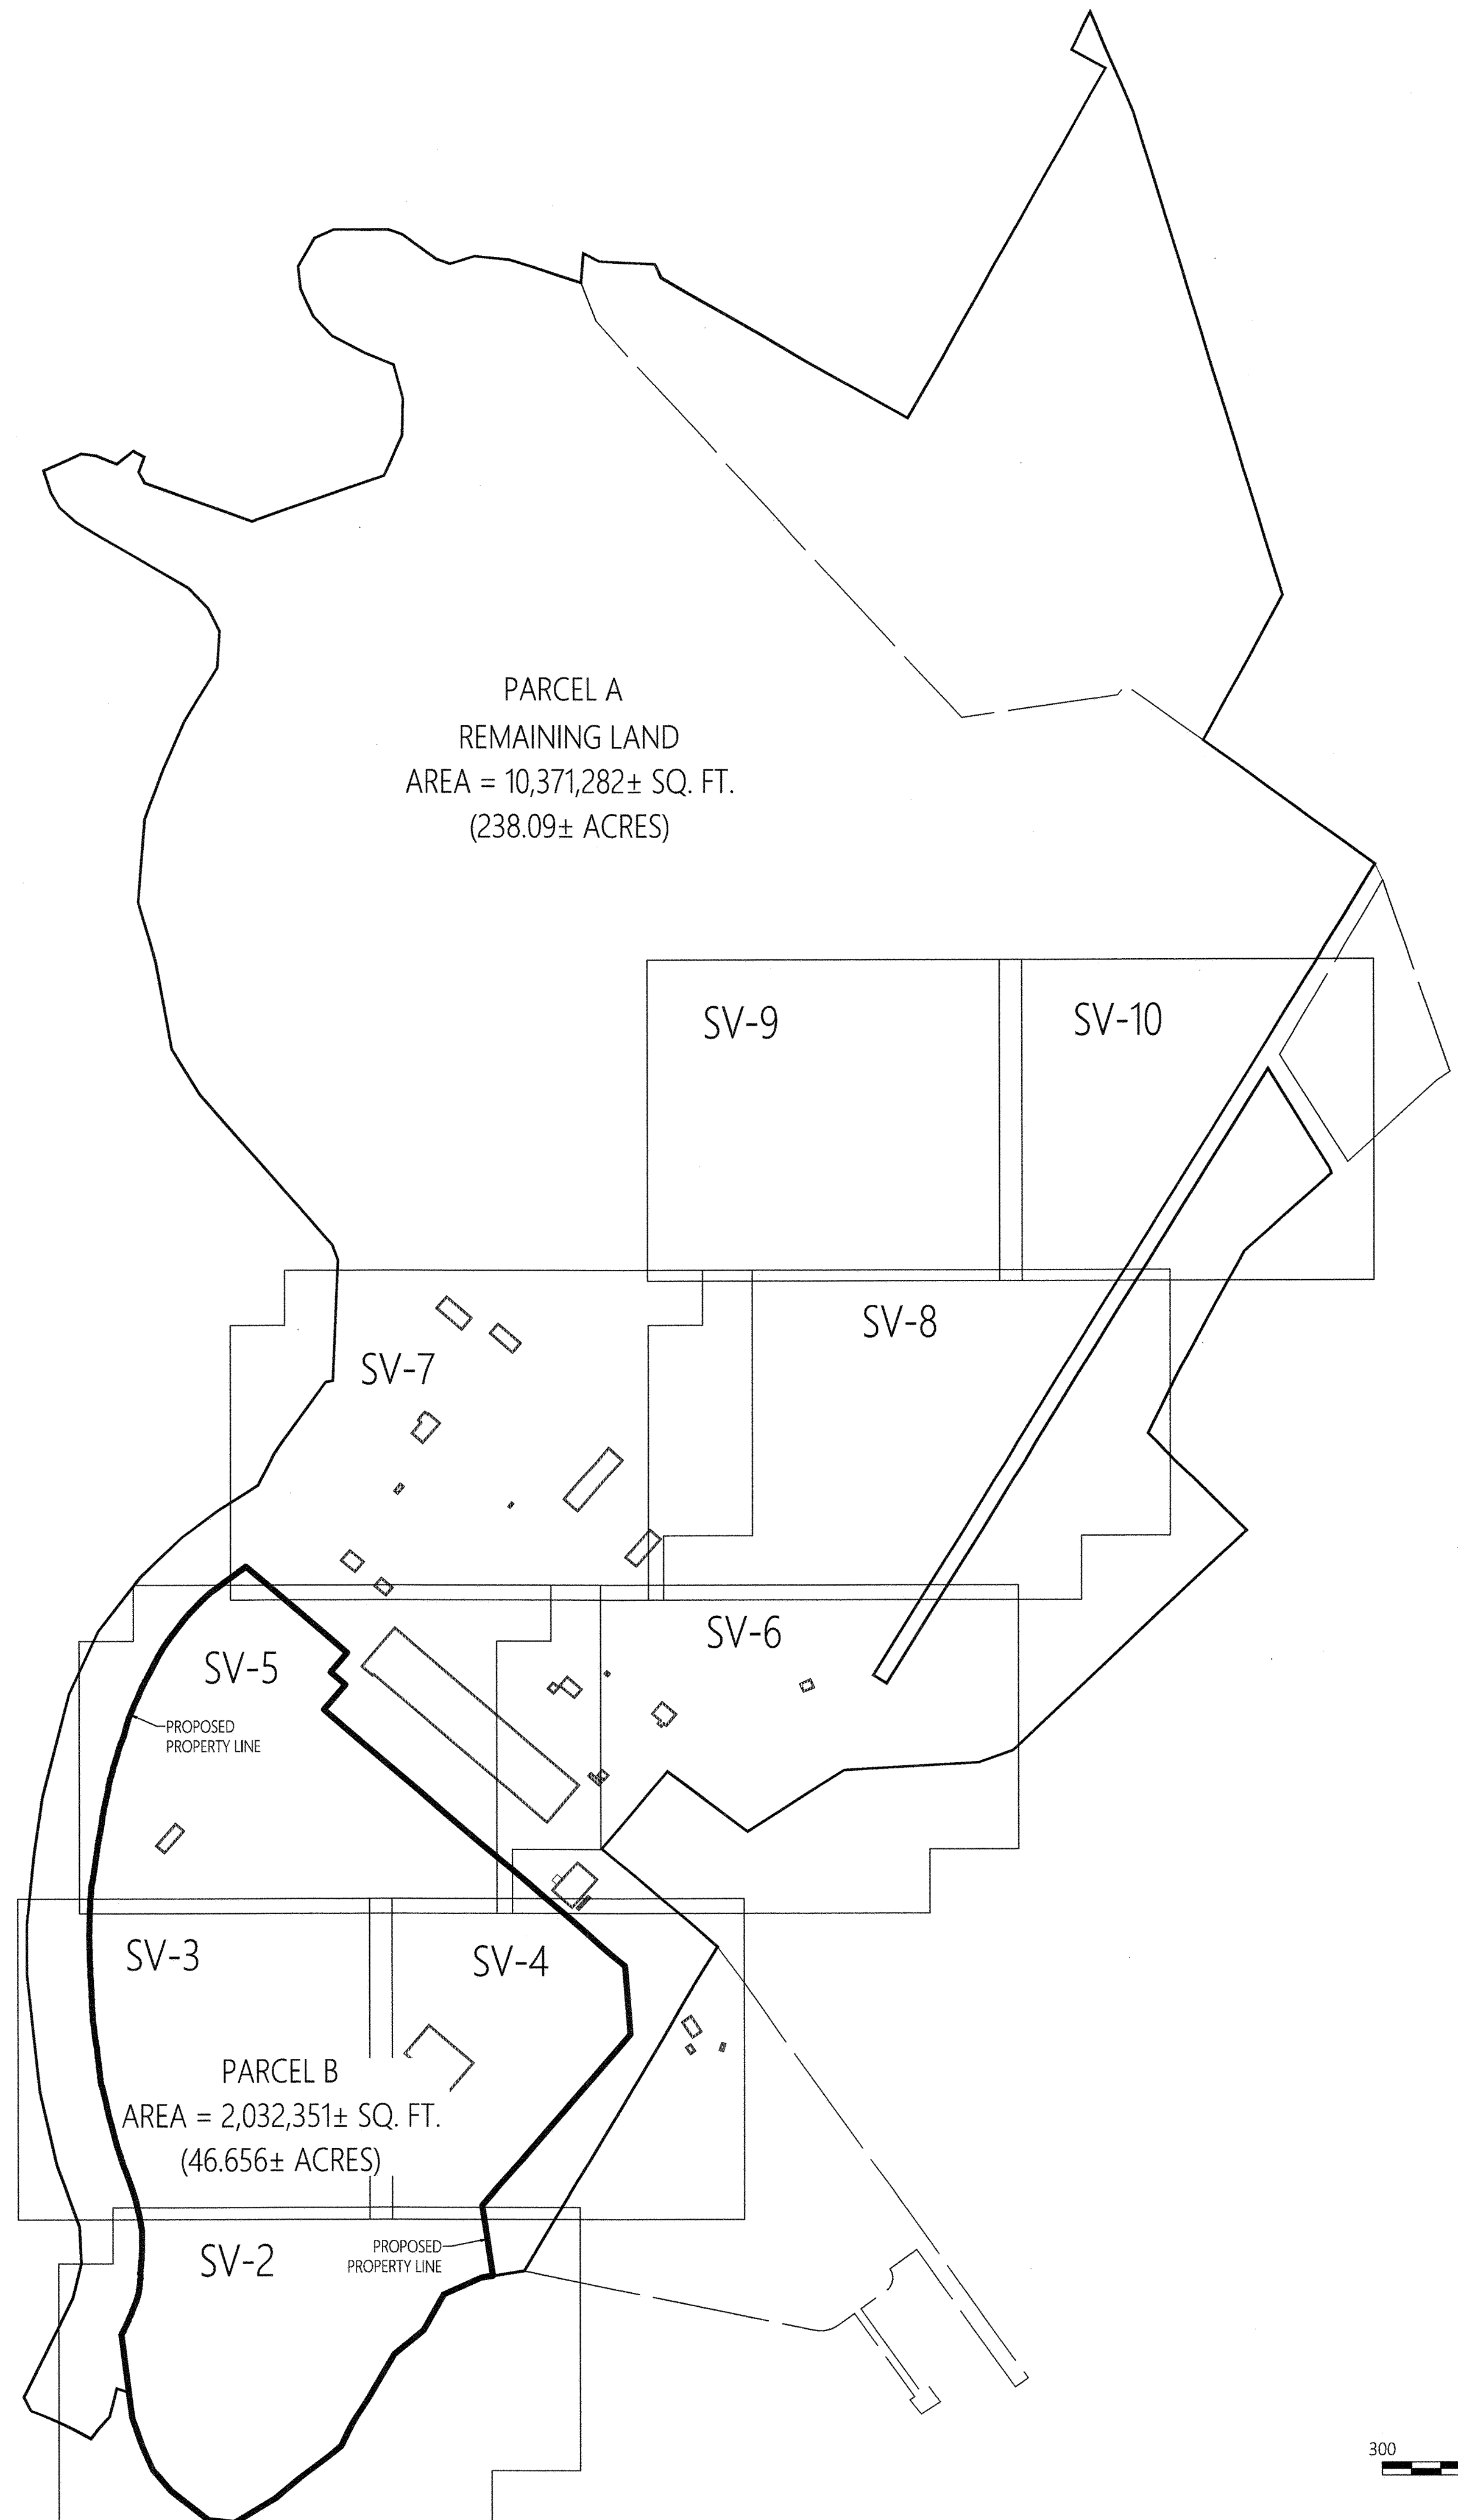 PARCEL A
REMAINING LAND
AREA = 10,371,282± SQ. FT.
(238.09± ACRES)
SV-9
SV-10
SV-8
SV-7
SV-6
SV-5
PROPOSED
PROPERTY LINE
SV-3
SV-4
PARCEL B
AREA = 2,032,351± SQ. FT.
(46.656± ACRES)
SV-2
PROPOSED
PROPERTY LINE
300